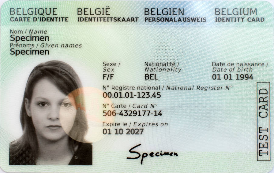 BELGIQUE BELGIË BELGIEN BELGIUM
CARTE D'IDENTITE IDENTITEITSKAART PERSONALAUSWEIS IDENTITY CARD
Nom / Name
Specimen
Prénoms / Given names
Specimen
Sexe / Sex Nationalité / Nationality Date de naissance / Date of birth
F/F BEL 01 01 1994
N° Registre national / National Register N°
00.01.01-123.45
N° Carte / Card N°
506-4329177-14
Expire le / Expires on
01 10 2027
Specimen
TEST CARD